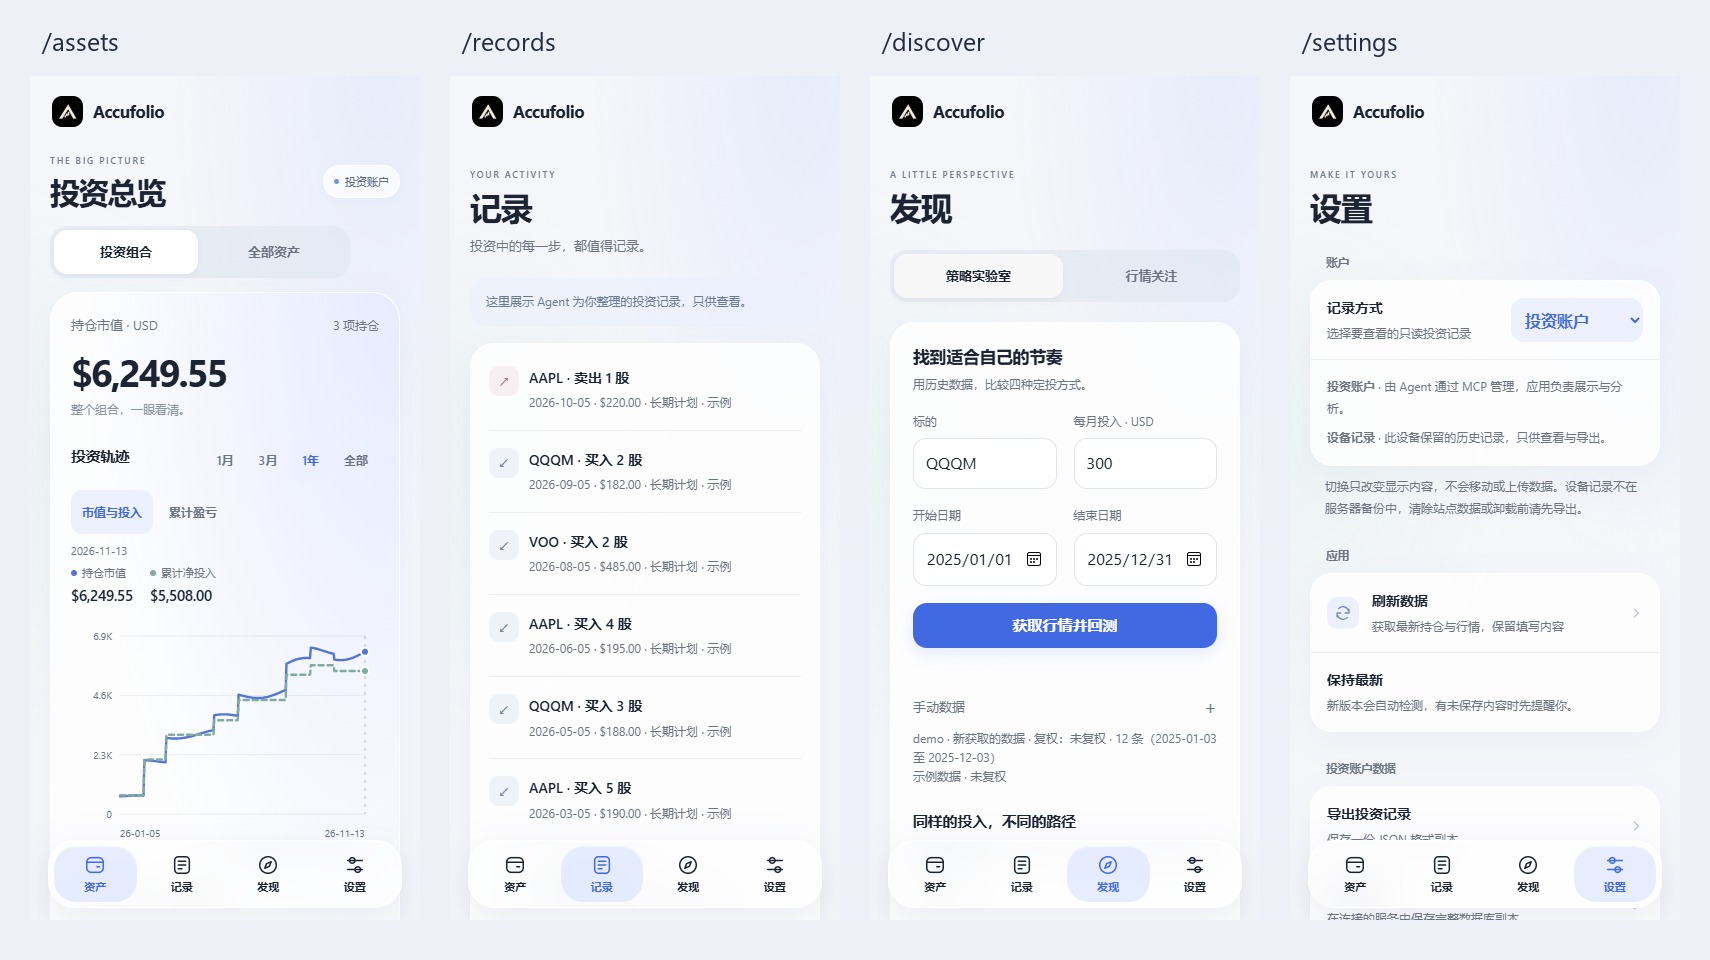 /assets
Accufolio
THE BIG PICTURE
投资总览
投资账户
投资组合
全部资产
持仓市值 · USD
3 项持仓
$6,249.55
整个组合，一眼看清。
投资轨迹
1月
3月
1年
全部
市值与投入
累计盈亏
2026-11-13
持仓市值
累计净投入
$6,249.55
$5,508.00
6.9K
4.6K
2.3K
0
26-01-05
26-11-13
资产
记录
发现
设置
/records
Accufolio
YOUR ACTIVITY
记录
投资中的每一步，都值得记录。
这里展示 Agent 为你整理的投资记录，只供查看。
AAPL · 卖出 1 股
2026-10-05 · $220.00 · 长期计划 · 示例
QQQM · 买入 2 股
2026-09-05 · $182.00 · 长期计划 · 示例
VOO · 买入 2 股
2026-08-05 · $485.00 · 长期计划 · 示例
AAPL · 买入 4 股
2026-06-05 · $195.00 · 长期计划 · 示例
QQQM · 买入 3 股
2026-05-05 · $188.00 · 长期计划 · 示例
AAPL · 买入 5 股
2026-03-05 · $190.00 · 长期计划 · 示例
资产
记录
发现
设置
/discover
Accufolio
A LITTLE PERSPECTIVE
发现
策略实验室
行情关注
找到适合自己的节奏
用历史数据，比较四种定投方式。
标的
每月投入 · USD
QQQM
300
开始日期
结束日期
2025/01/01
2025/12/31
获取行情并回测
手动数据
+
demo · 新获取的数据 · 复权：未复权 · 12 条（2025-01-03
至 2025-12-03）
示例数据 · 未复权
同样的投入，不同的路径
资产
记录
发现
设置
/settings
Accufolio
MAKE IT YOURS
设置
账户
记录方式
选择要查看的只读投资记录
投资账户
投资账户 · 由 Agent 通过 MCP 管理，应用负责展示与分
析。
设备记录 · 此设备保留的历史记录，只供查看与导出。
切换只改变显示内容，不会移动或上传数据。设备记录不在
服务器备份中，清除站点数据或卸载前请先导出。
应用
刷新数据
获取最新持仓与行情，保留填写内容
保持最新
新版本会自动检测，有未保存内容时先提醒你。
投资账户数据
导出投资记录
保存一份 JSON 格式副本
资产
记录
发现
设置
在连接的服务中保存完整数据库副本